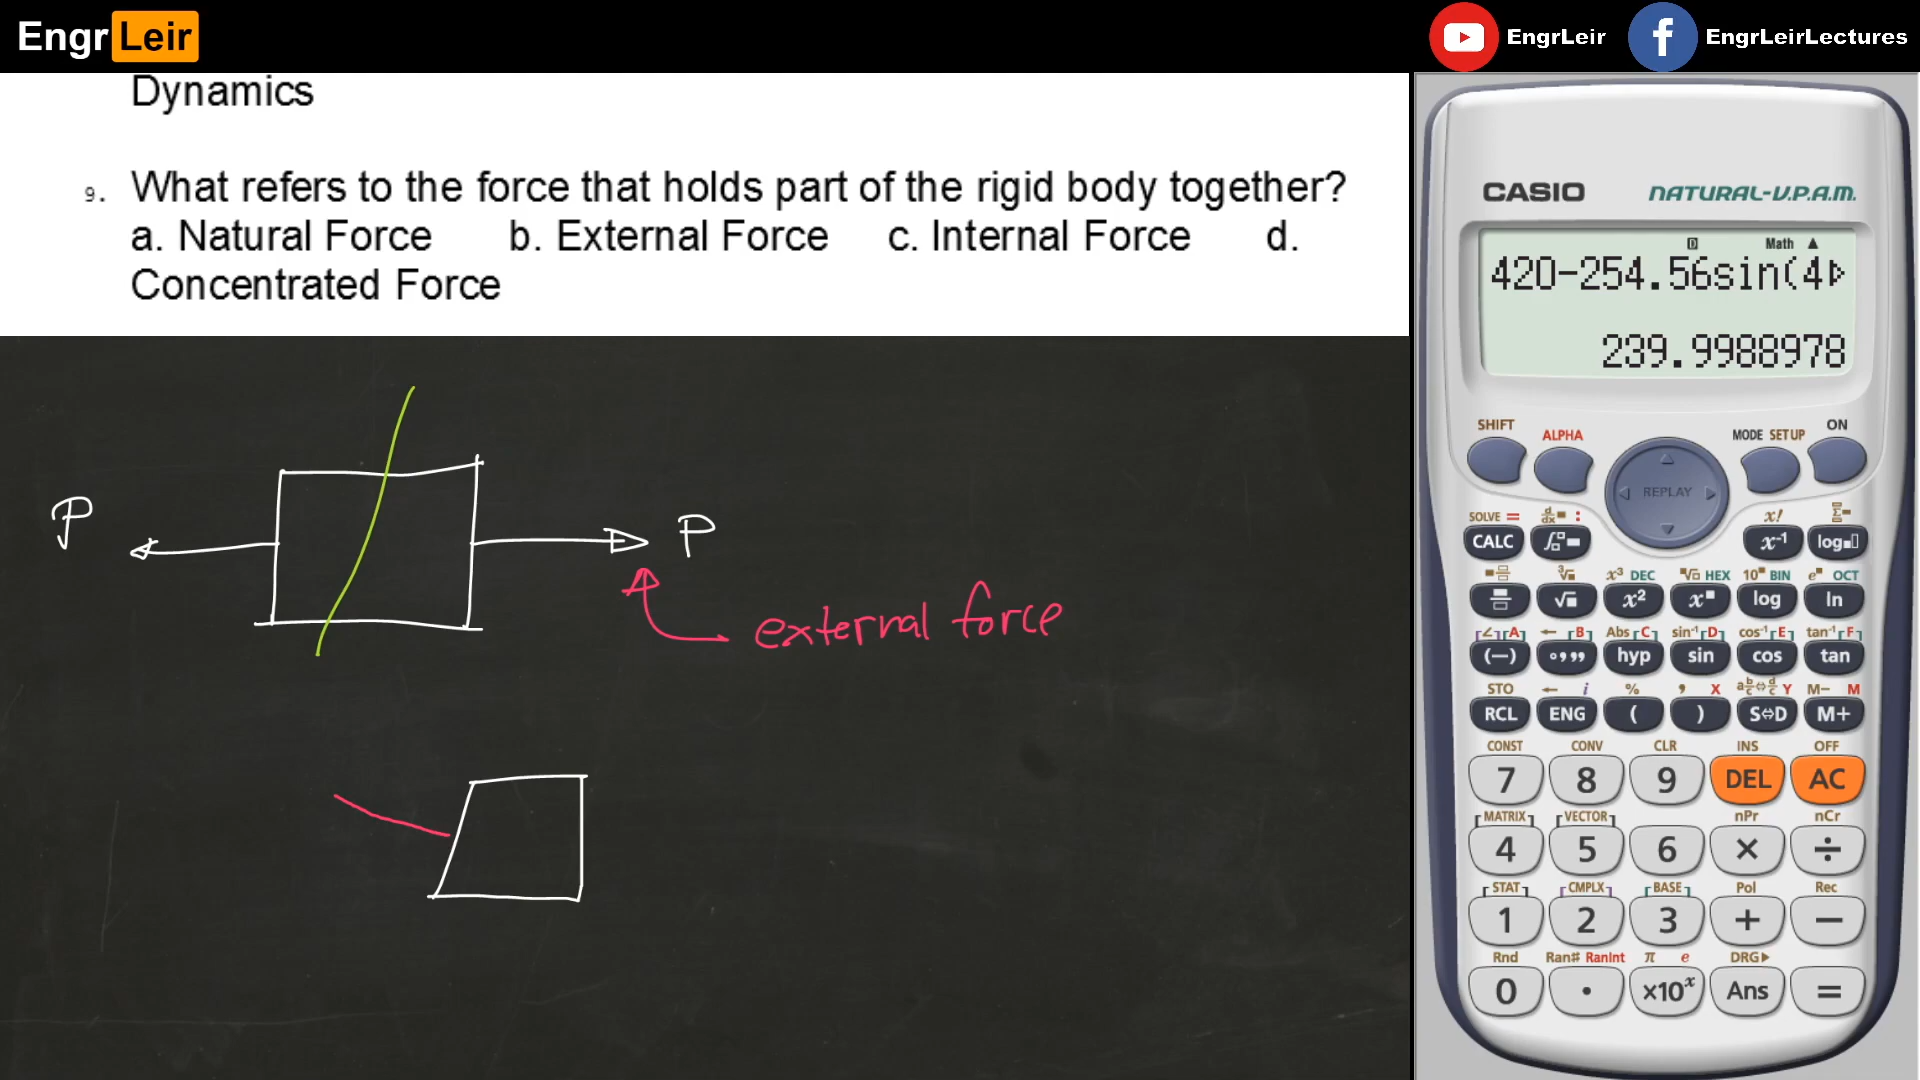 Engr Leir
EngrLeir
EngrLeirLectures
Dynamics
9. What refers to the force that holds part of the rigid body together?
a. Natural Force b. External Force c. Internal Force d.
Concentrated Force
P
P
external force
CASIO
NATURAL-V.P.A.M.
D Math ▲
420-254.56sin(4▷
239.9988978
SHIFT
ALPHA
MODE SETUP
ON
REPLAY
SOLVE = d/dx : x! Σ
CALC x⁻¹ log
x³ DEC HEX 10 BIN e OCT
√ x² x log ln
∠ A ← B Abs C sin⁻¹ D cos⁻¹ E tan⁻¹ F
(−) °,,, hyp sin cos tan
STO ← i % , X a b/c⇔d/c Y M− M
RCL ENG ( ) S⇔D M+
CONST CONV CLR INS OFF
7 8 9 DEL AC
MATRIX VECTOR nPr nCr
4 5 6 × ÷
STAT CMPLX BASE Pol Rec
1 2 3 + −
Rnd Ran# RanInt π e DRG▶
0 . ×10ˣ Ans =